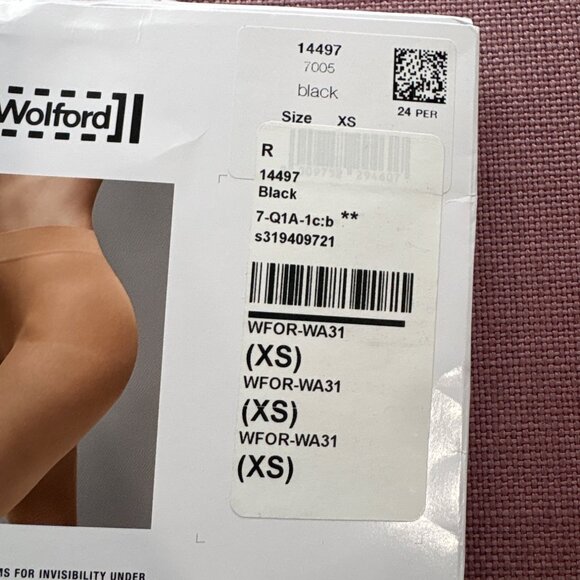 Wolford
14497
7005
black
24 PER
Size XS
R
14497
Black
7-Q1A-1c:b **
s319409721
WFOR-WA31
(XS)
WFOR-WA31
(XS)
WFOR-WA31
(XS)
MS FOR INVISIBILITY UNDER